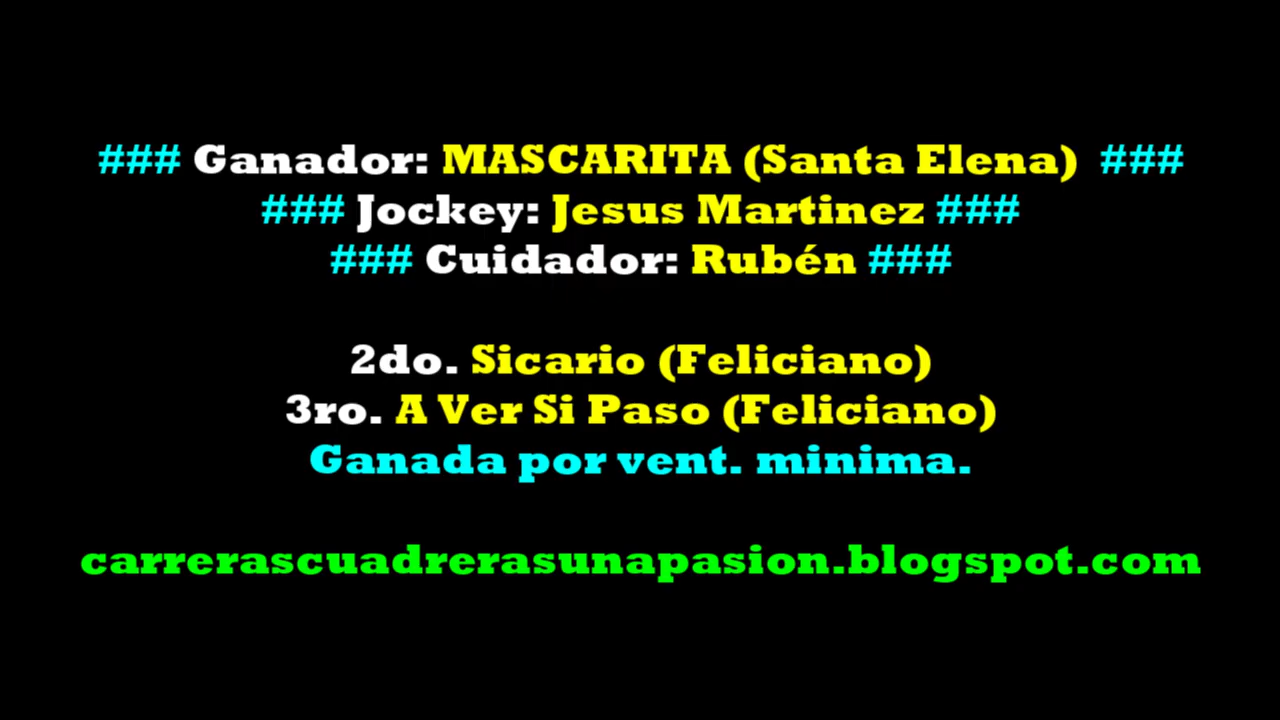 ### Ganador: MASCARITA (Santa Elena) ###
### Jockey: Jesus Martinez ###
### Cuidador: Rubén ###
2do. Sicario (Feliciano)
3ro. A Ver Si Paso (Feliciano)
Ganada por vent. minima.
carrerascuadrerasunapasion.blogspot.com